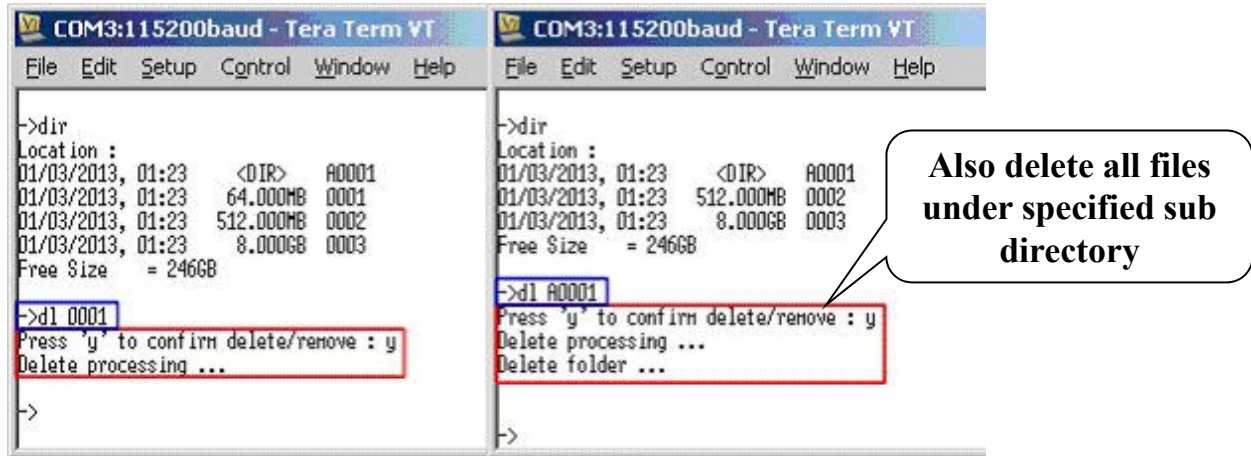 COM3:115200baud - Tera Term VT
File Edit Setup Control Window Help
->dir
Location :
01/03/2013, 01:23 <DIR> A0001
01/03/2013, 01:23 64.000MB 0001
01/03/2013, 01:23 512.000MB 0002
01/03/2013, 01:23 8.000GB 0003
Free Size = 246GB
->dl 0001
Press 'y' to confirm delete/remove : y
Delete processing ...
->
COM3:115200baud - Tera Term VT
File Edit Setup Control Window Help
->dir
Location :
01/03/2013, 01:23 <DIR> A0001
01/03/2013, 01:23 512.000MB 0002
01/03/2013, 01:23 8.000GB 0003
Free Size = 246GB
->dl A0001
Press 'y' to confirm delete/remove : y
Delete processing ...
Delete folder ...
->
Also delete all files
under specified sub
directory